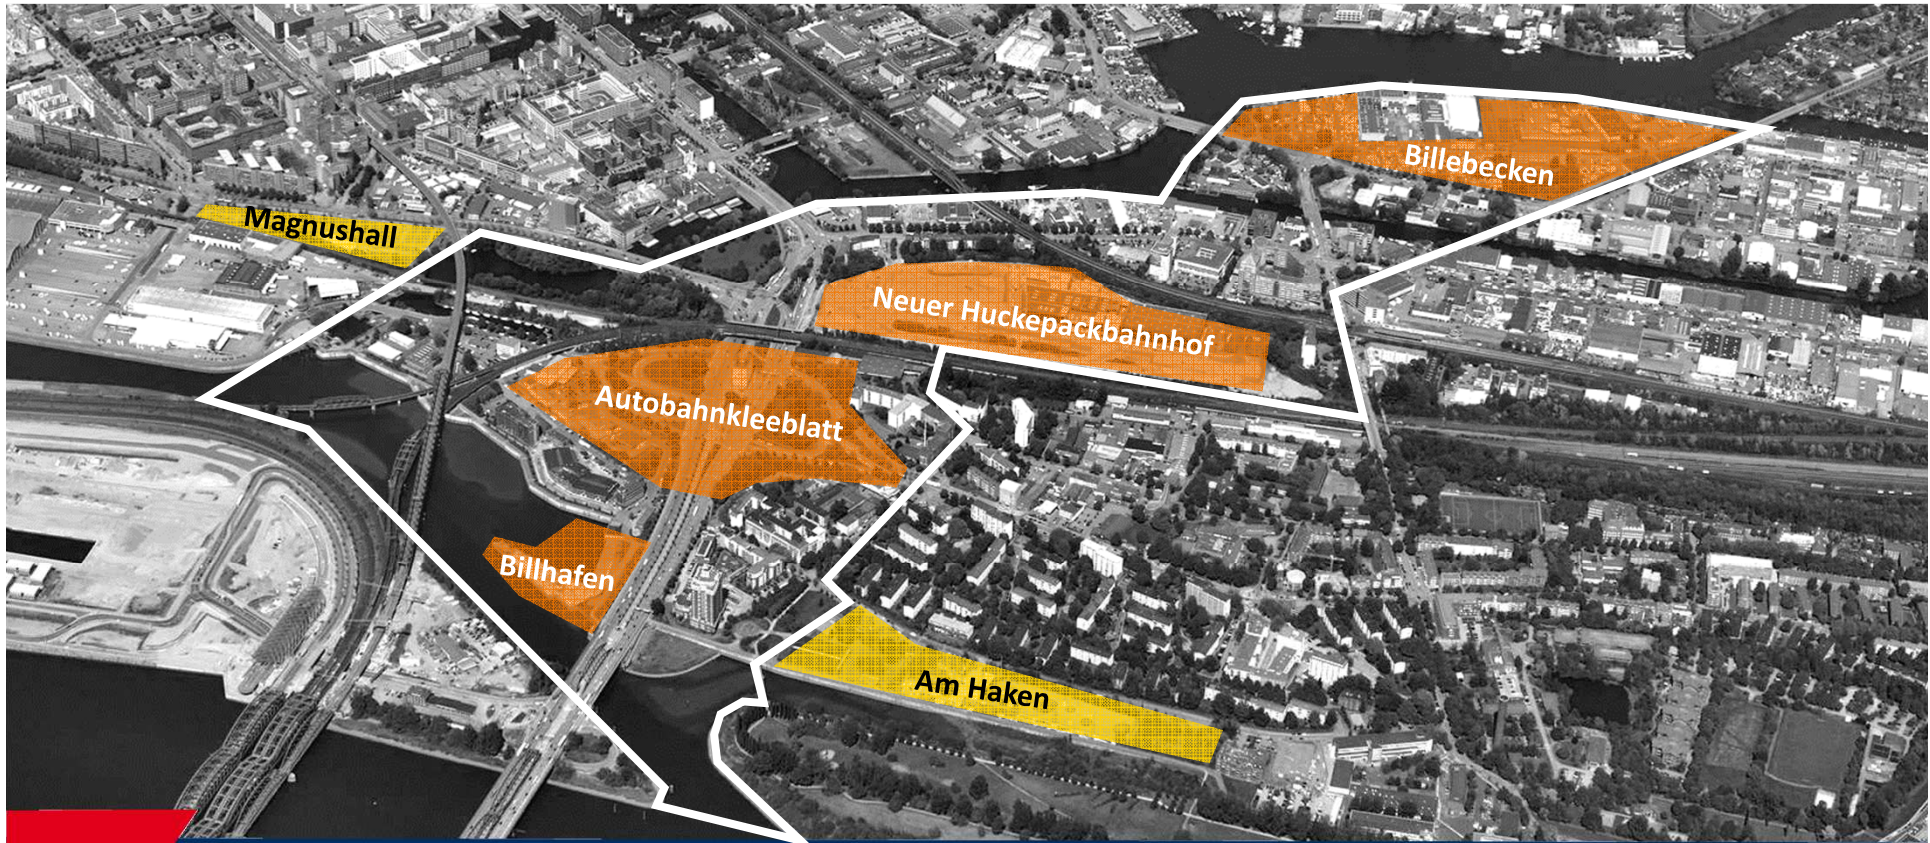 Billebecken
Magnushall
Neuer Huckepackbahnhof
Autobahnkleeblatt
Billhafen
Am Haken